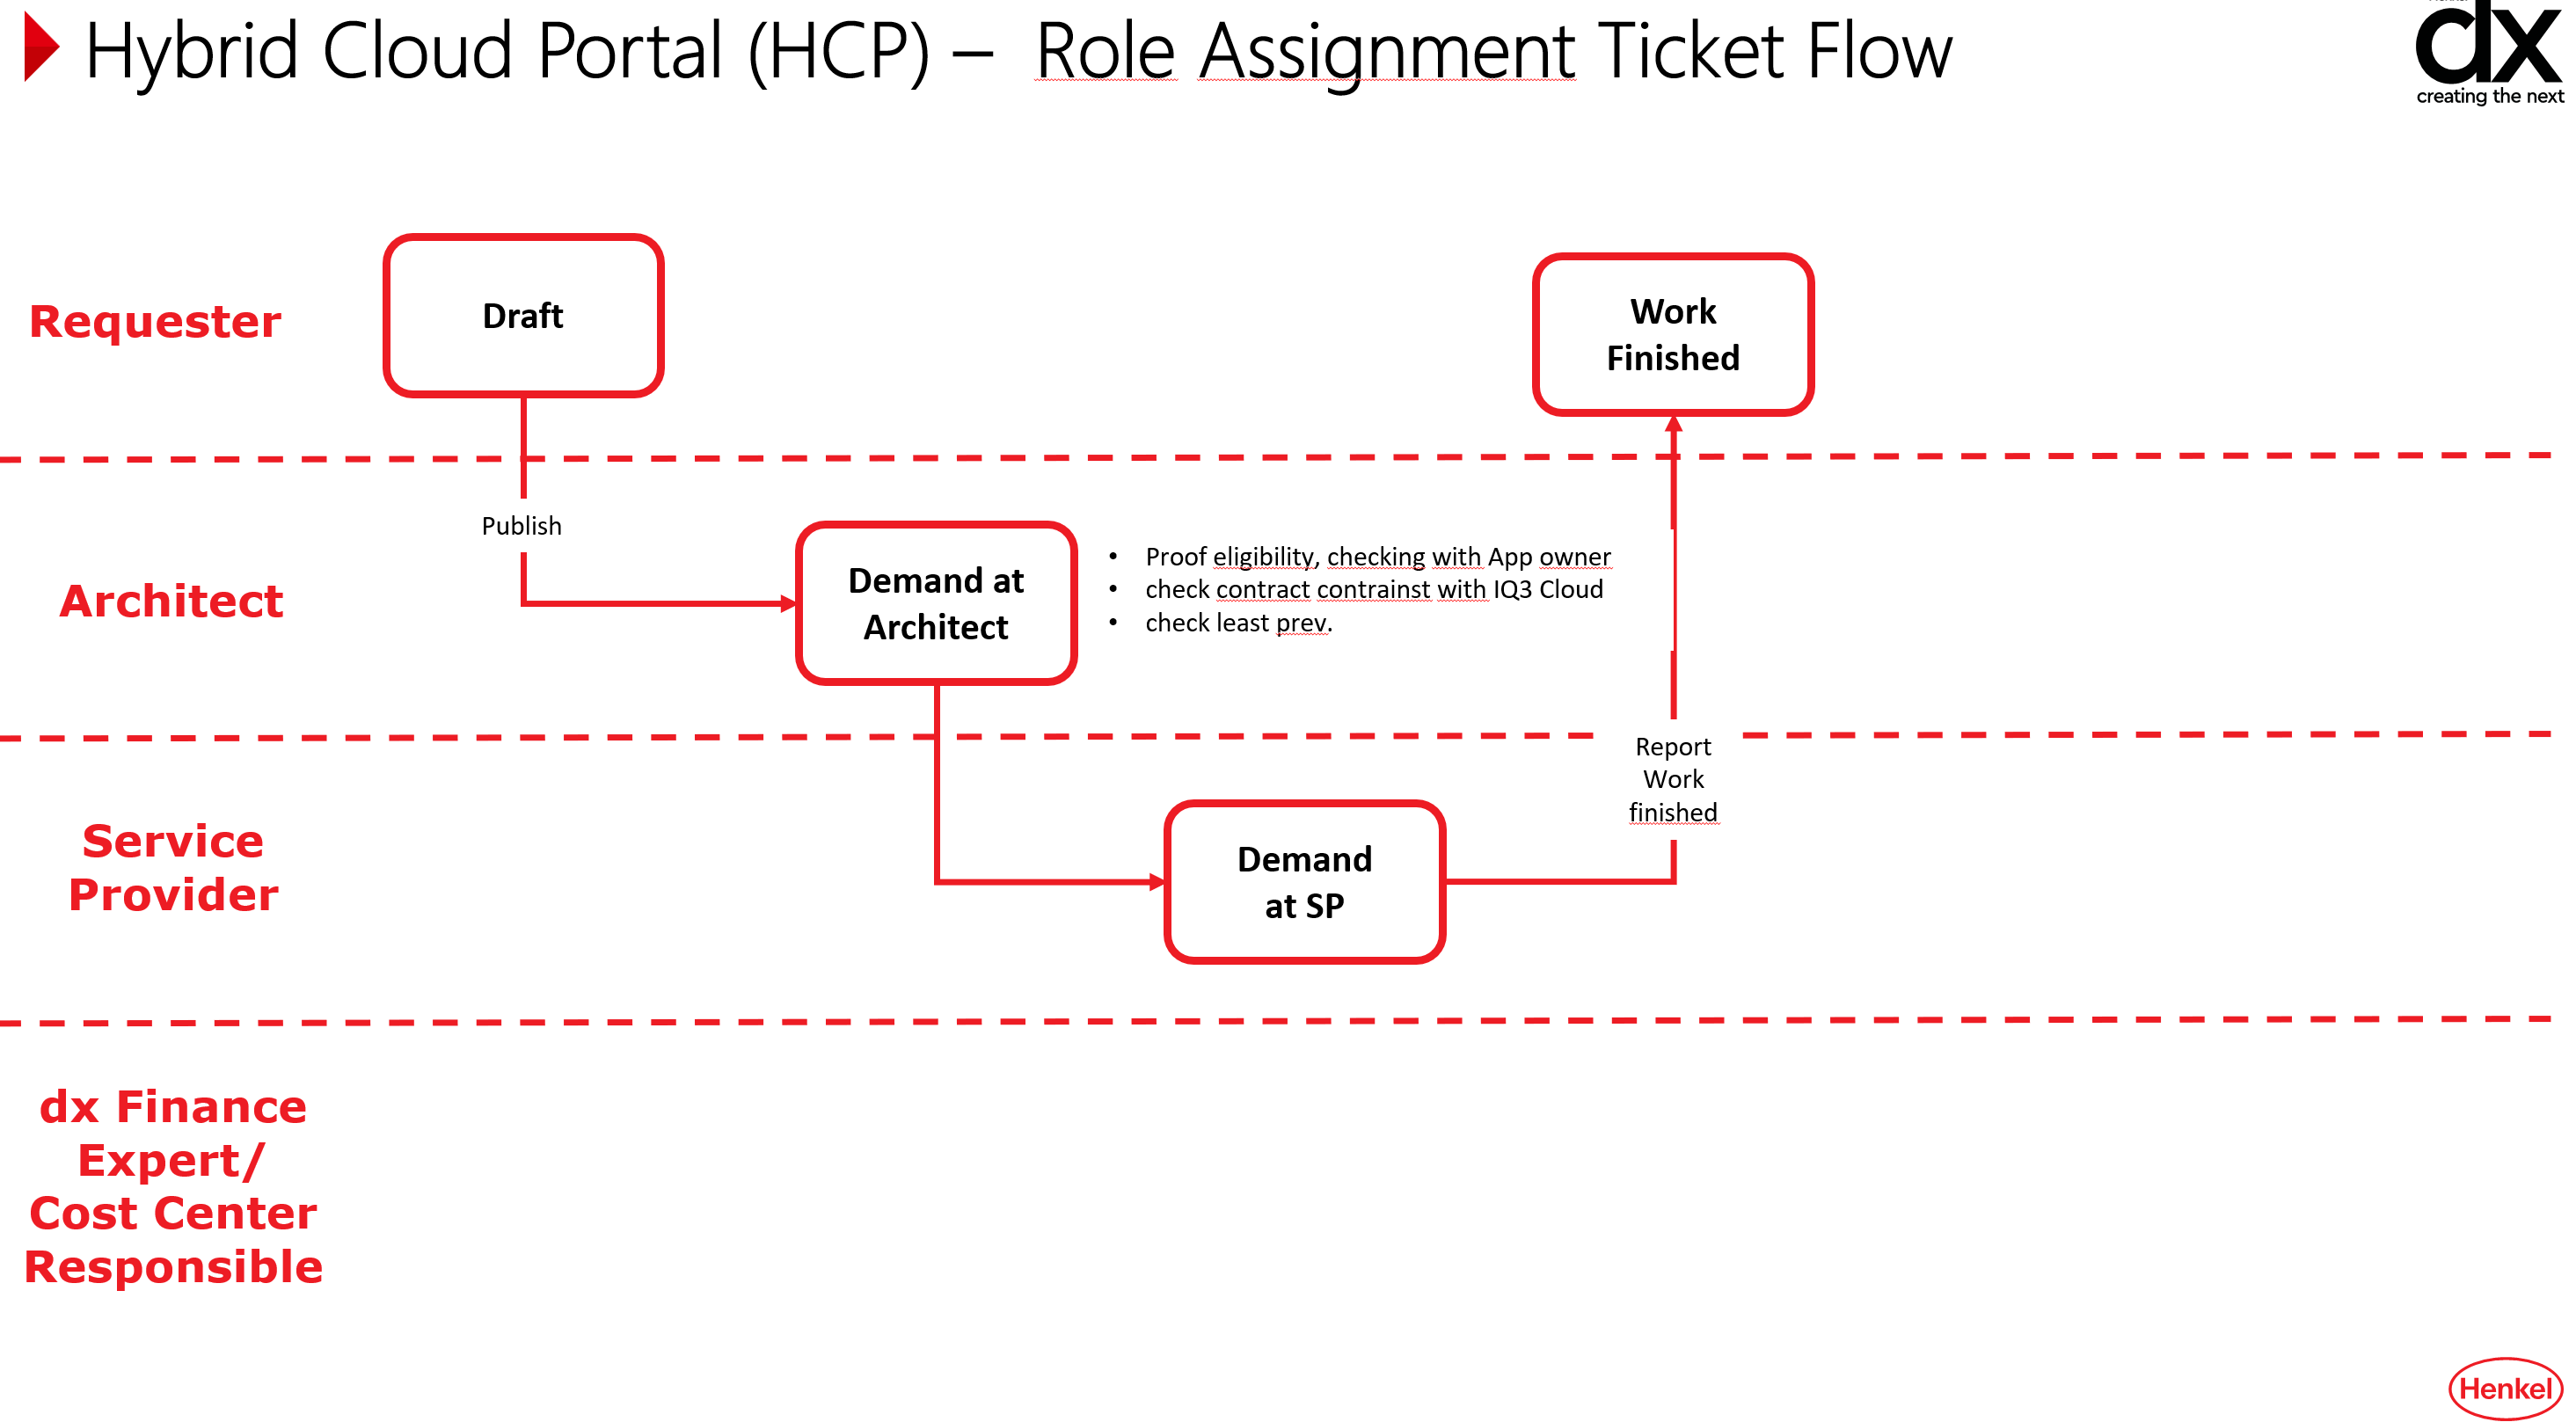 Hybrid Cloud Portal (HCP) – Role Assignment Ticket Flow
dx
creating the next
Requester
Draft
Work
Finished
Publish
Architect
Demand at
Architect
• Proof eligibility, checking with App owner
• check contract contrainst with IQ3 Cloud
• check least prev.
Report
Work
finished
Service
Provider
Demand
at SP
dx Finance
Expert/
Cost Center
Responsible
Henkel